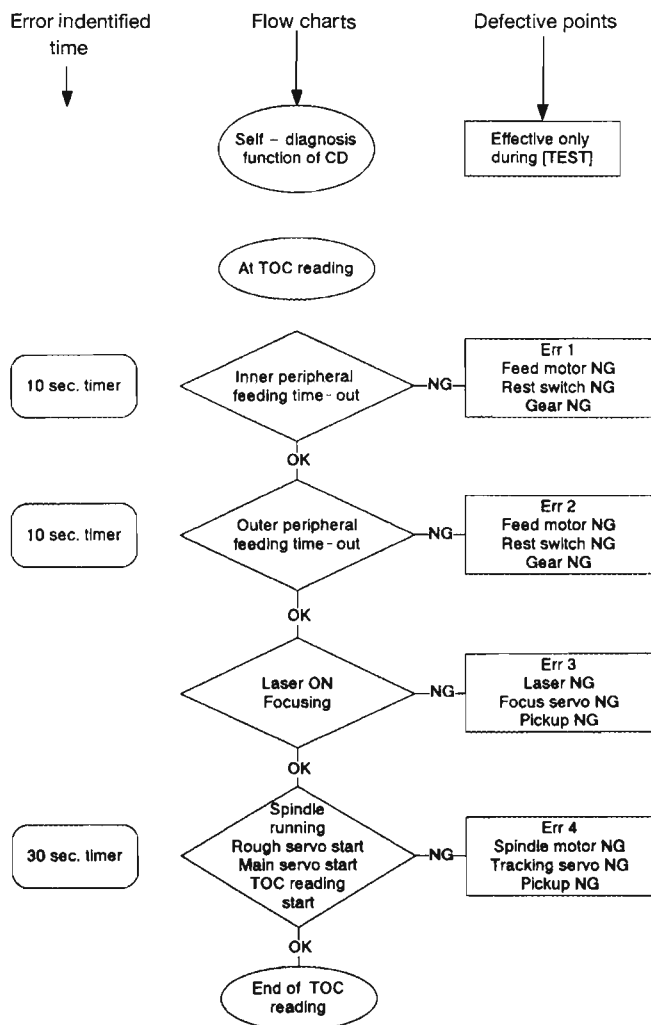 Error indentified
time
Flow charts
Defective points
Self - diagnosis
function of CD
Effective only
during [TEST]
At TOC reading
10 sec. timer
Inner peripheral
feeding time - out
NG
Err 1
Feed motor NG
Rest switch NG
Gear NG
OK
10 sec. timer
Outer peripheral
feeding time - out
NG
Err 2
Feed motor NG
Rest switch NG
Gear NG
OK
Laser ON
Focusing
NG
Err 3
Laser NG
Focus servo NG
Pickup NG
OK
30 sec. timer
Spindle
running
Rough servo start
Main servo start
TOC reading
start
NG
Err 4
Spindle motor NG
Tracking servo NG
Pickup NG
OK
End of TOC
reading